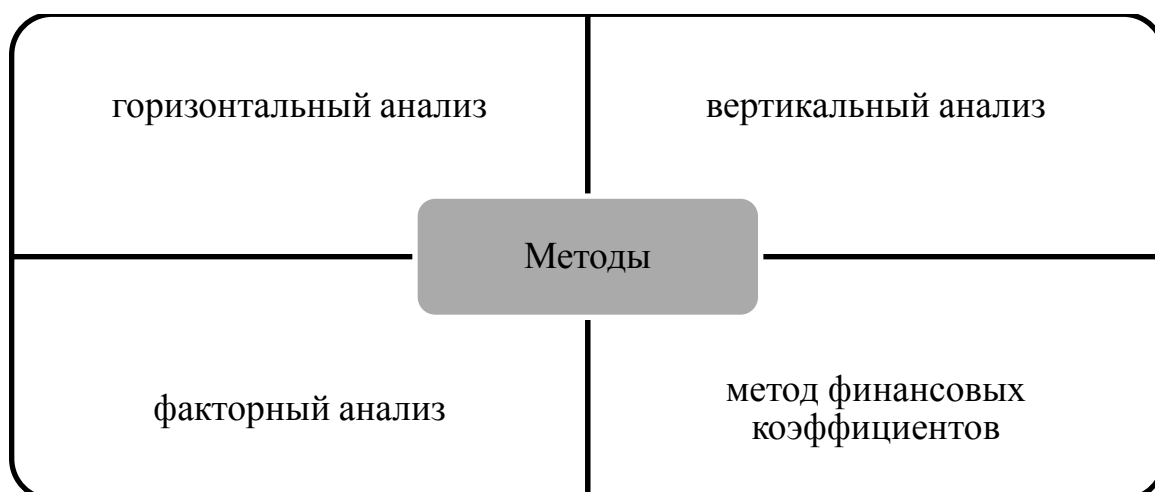 горизонтальный анализ
вертикальный анализ
Методы
факторный анализ
метод финансовых
коэффициентов